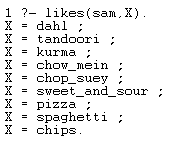 1 ?- likes(sam,X).
X = dahl ;
X = tandoori ;
X = kurma ;
X = chow_mein ;
X = chop_suey ;
X = sweet_and_sour ;
X = pizza ;
X = spaghetti ;
X = chips.